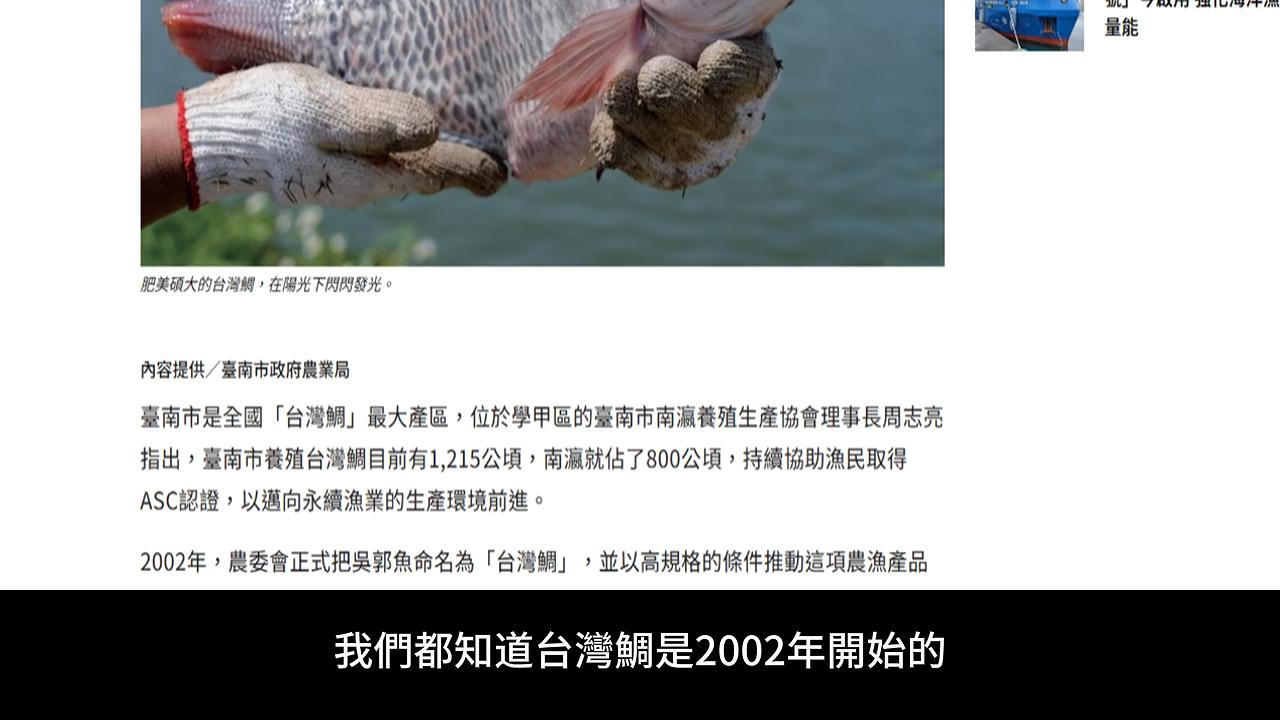 量能
肥美碩大的台灣鯛，在陽光下閃閃發光。
內容提供／臺南市政府農業局
臺南市是全國「台灣鯛」最大產區，位於學甲區的臺南市南瀛養殖生產協會理事長周志亮
指出，臺南市養殖台灣鯛目前有1,215公頃，南瀛就佔了800公頃，持續協助漁民取得
ASC認證，以邁向永續漁業的生產環境前進。
2002年，農委會正式把吳郭魚命名為「台灣鯛」，並以高規格的條件推動這項農漁產品
我們都知道台灣鯛是2002年開始的